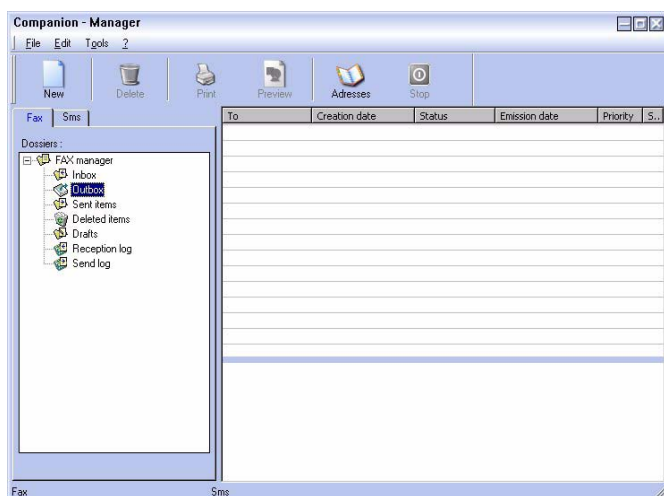 Companion - Manager
File Edit Tools ?
New Delete Print Preview Adresses Stop
Fax Sms
To Creation date Status Emission date Priority S...
Dossiers :
FAX manager
Inbox
Outbox
Sent items
Deleted items
Drafts
Reception log
Send log
Fax Sms